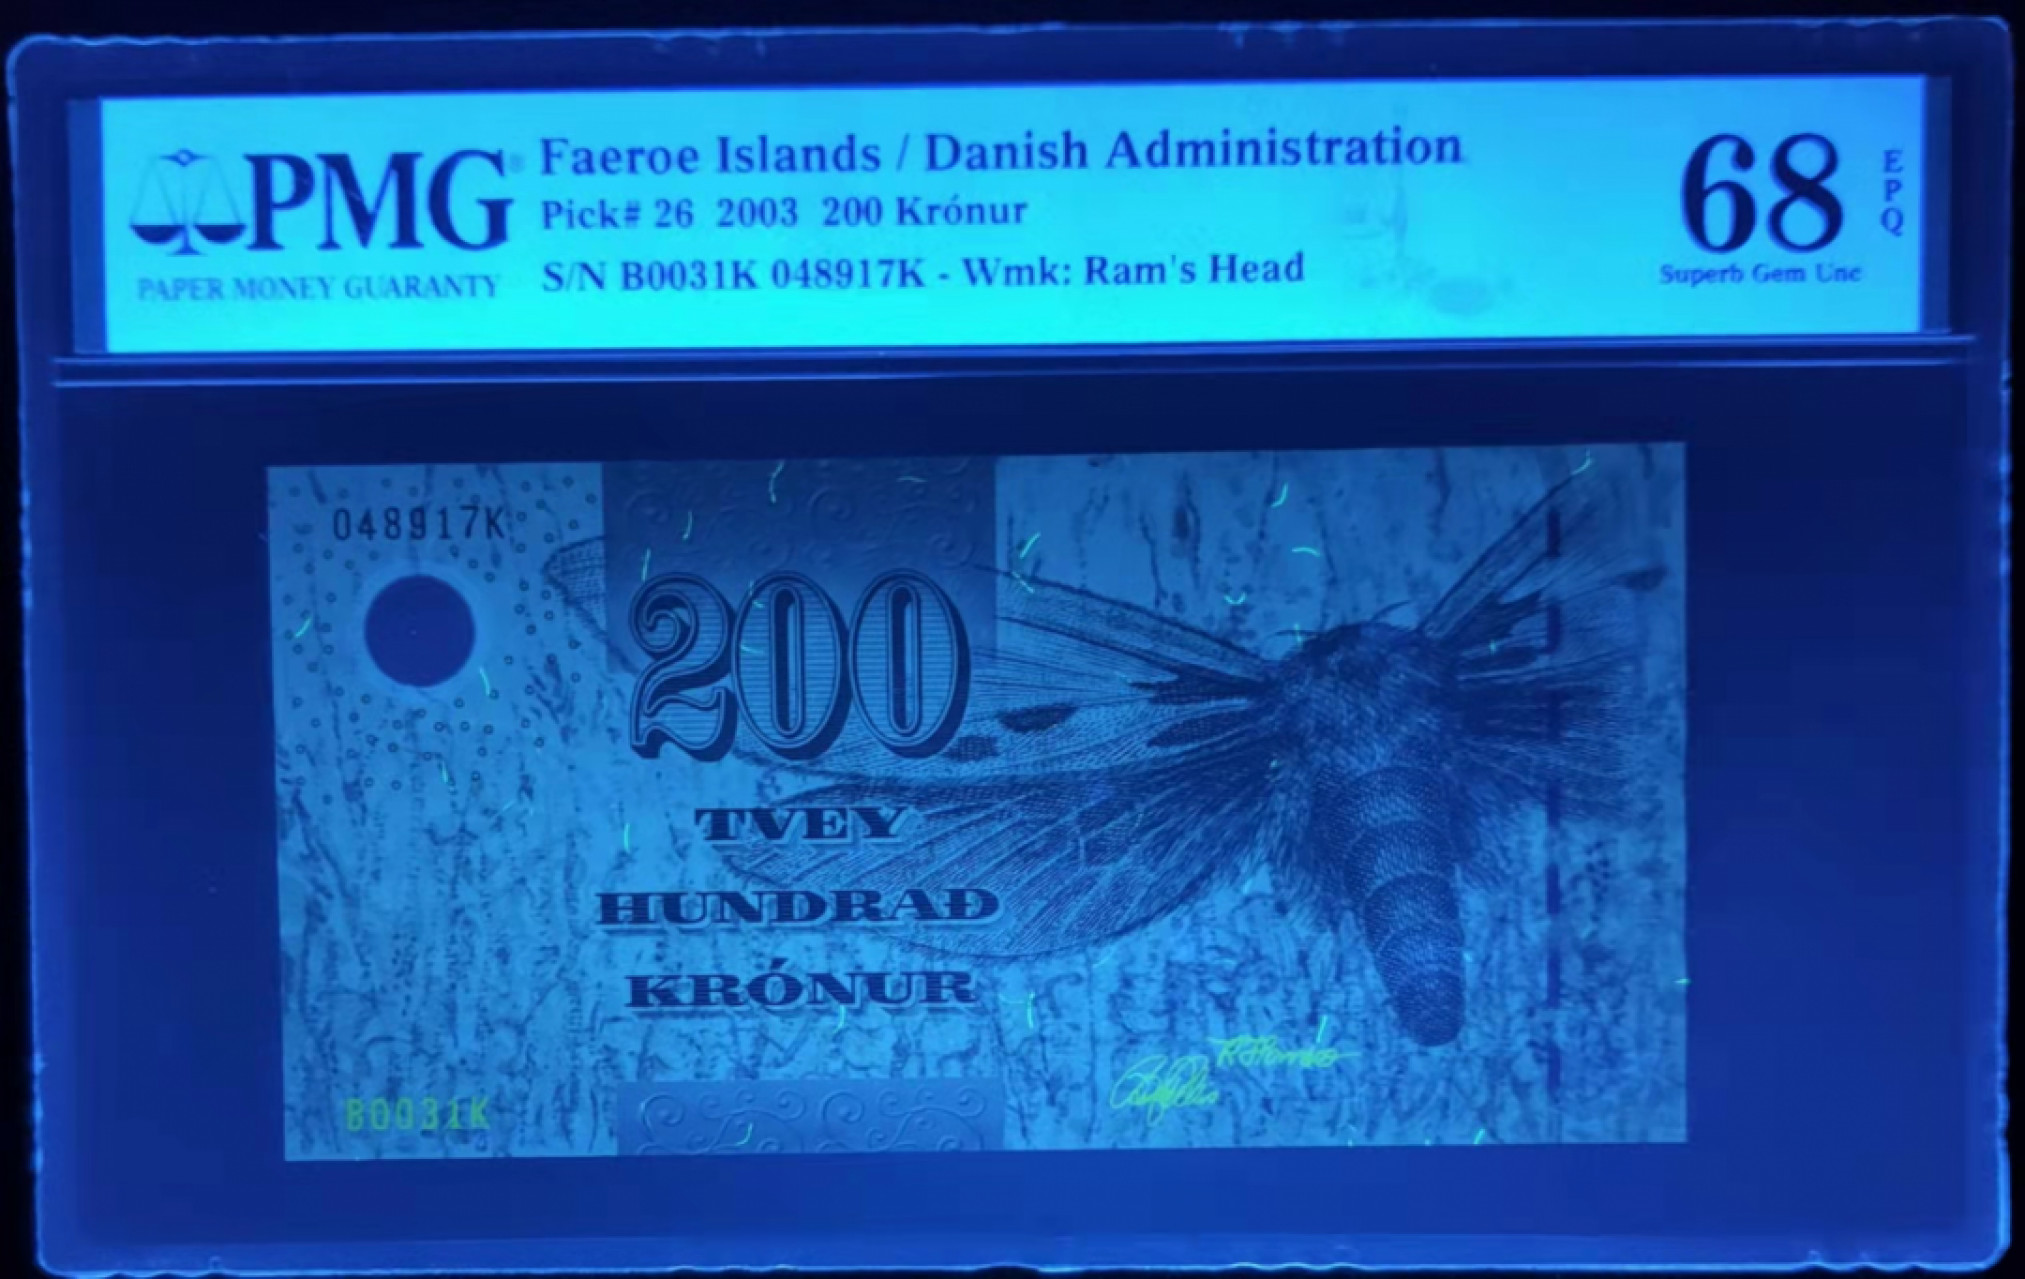 PMG
PAPER MONEY GUARANTY
Faeroe Islands / Danish Administration
Pick# 26 2003 200 Krónur
S/N B0031K 048917K - Wmk: Ram's Head
68
EPQ
Superb Gem Unc
048917K
200
TVEY
HUNDRAÐ
KRÓNUR
B0031K